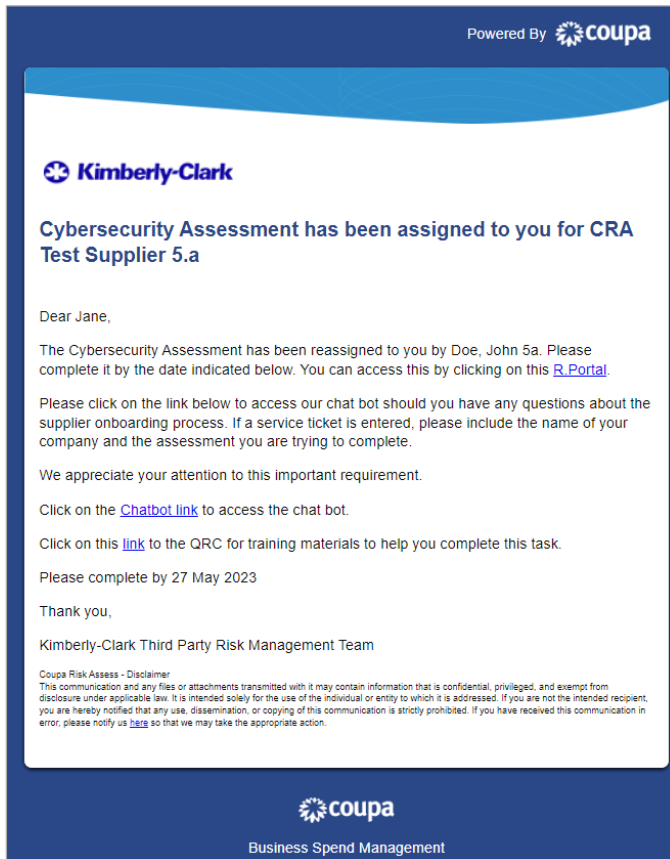 Powered By coupa
Kimberly-Clark
Cybersecurity Assessment has been assigned to you for CRA
Test Supplier 5.a
Dear Jane,
The Cybersecurity Assessment has been reassigned to you by Doe, John 5a. Please
complete it by the date indicated below. You can access this by clicking on this R.Portal.
Please click on the link below to access our chat bot should you have any questions about the
supplier onboarding process. If a service ticket is entered, please include the name of your
company and the assessment you are trying to complete.
We appreciate your attention to this important requirement.
Click on the Chatbot link to access the chat bot.
Click on this link to the QRC for training materials to help you complete this task.
Please complete by 27 May 2023
Thank you,
Kimberly-Clark Third Party Risk Management Team
Coupa Risk Assess - Disclaimer
This communication and any files or attachments transmitted with it may contain information that is confidential, privileged, and exempt from
disclosure under applicable law. It is intended solely for the use of the individual or entity to which it is addressed. If you are not the intended recipient,
you are hereby notified that any use, dissemination, or copying of this communication is strictly prohibited. If you have received this communication in
error, please notify us here so that we may take the appropriate action.
coupa
Business Spend Management